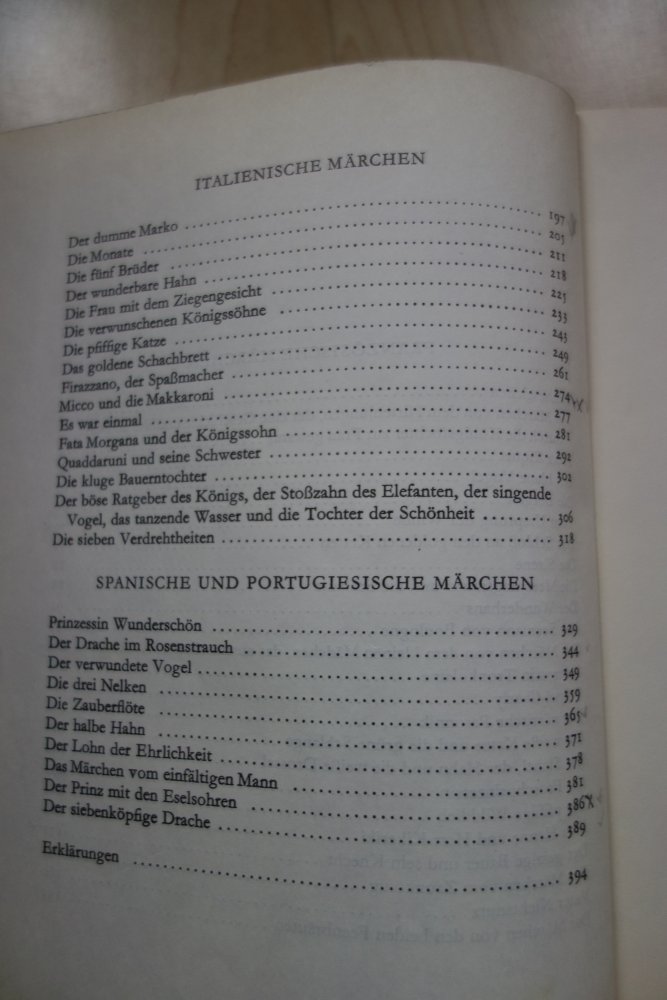 ITALIENISCHE MÄRCHEN
Der dumme Marko 197
Die Monate 205
Die fünf Brüder 211
Der wunderbare Hahn 218
Die Frau mit dem Ziegengesicht 225
Die verwunschenen Königssöhne 233
Die pfiffige Katze 243
Das goldene Schachbrett 249
Firazzano, der Spaßmacher 261
Micco und die Makkaroni 274
Es war einmal 277
Fata Morgana und der Königssohn 281
Quaddaruni und seine Schwester 292
Die kluge Bauerntochter 302
Der böse Ratgeber des Königs, der Stoßzahn des Elefanten, der singende
Vogel, das tanzende Wasser und die Tochter der Schönheit 306
Die sieben Verdrehtheiten 318
SPANISCHE UND PORTUGIESISCHE MÄRCHEN
Prinzessin Wunderschön 329
Der Drache im Rosenstrauch 344
Der verwundete Vogel 349
Die drei Nelken 359
Die Zauberflöte 365
Der halbe Hahn 371
Der Lohn der Ehrlichkeit 378
Das Märchen vom einfältigen Mann 381
Der Prinz mit den Eselsohren 386
Der siebenköpfige Drache 389
Erklärungen 394